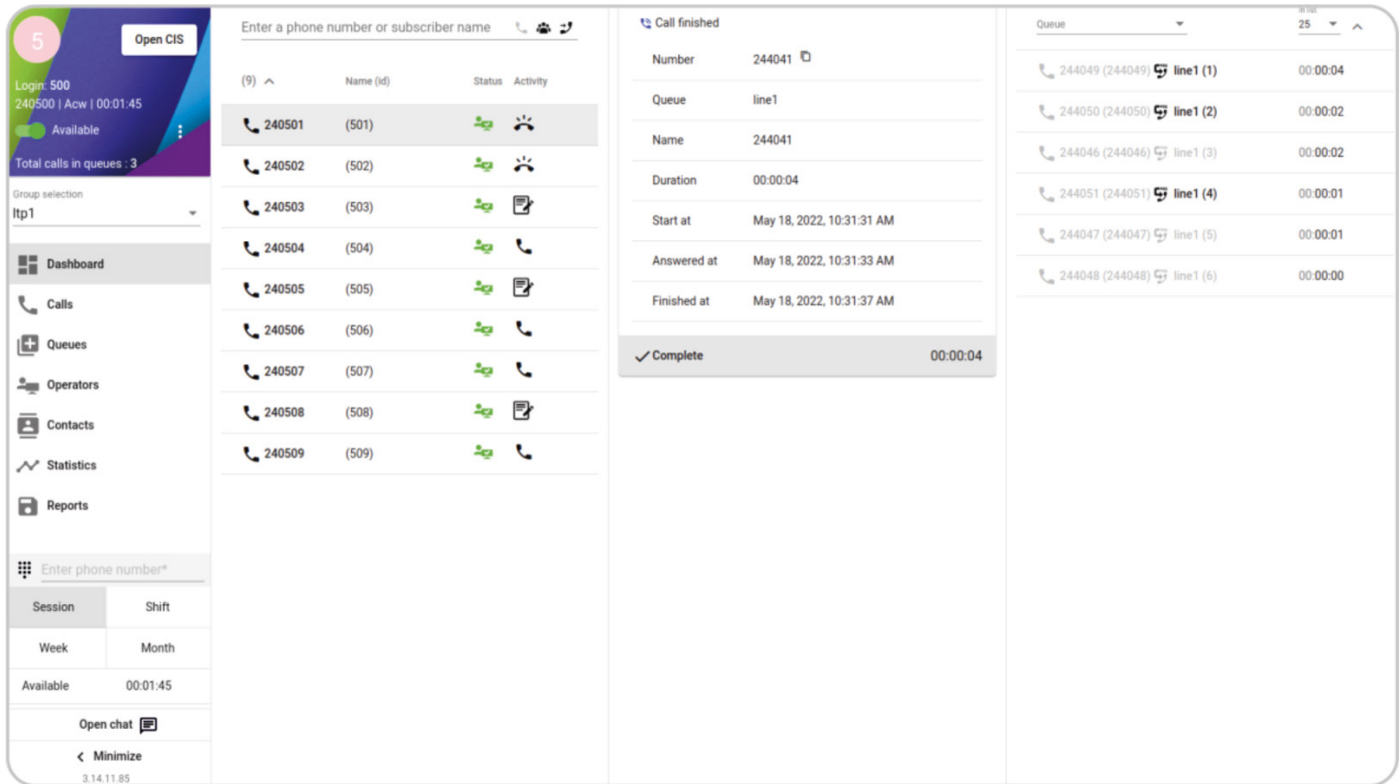 5
Open CIS
Login: 500
240500 | Acw | 00:01:45
Available
Total calls in queues : 3
Group selection
ltp1
Dashboard
Calls
Queues
Operators
Contacts
Statistics
Reports
Enter phone number*
Session Shift
Week Month
Available 00:01:45
Open chat
Minimize
3.14.11.85
Enter a phone number or subscriber name
(9) Name (id) Status Activity
240501 (501)
240502 (502)
240503 (503)
240504 (504)
240505 (505)
240506 (506)
240507 (507)
240508 (508)
240509 (509)
Call finished
Number 244041
Queue line1
Name 244041
Duration 00:00:04
Start at May 18, 2022, 10:31:31 AM
Answered at May 18, 2022, 10:31:33 AM
Finished at May 18, 2022, 10:31:37 AM
Complete 00:00:04
Queue 25
244049 (244049) line1 (1) 00:00:04
244050 (244050) line1 (2) 00:00:02
244046 (244046) line1 (3) 00:00:02
244051 (244051) line1 (4) 00:00:01
244047 (244047) line1 (5) 00:00:01
244048 (244048) line1 (6) 00:00:00